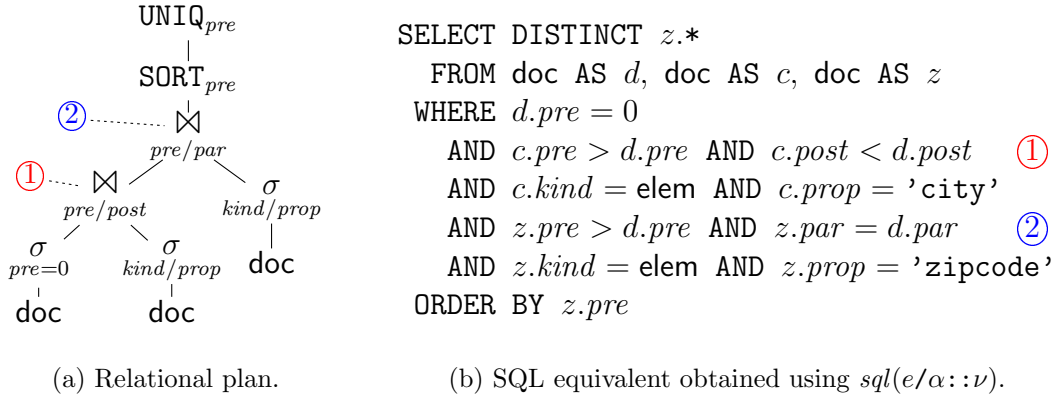 UNIQpre
SORTpre
② ⋈
pre/par
① ⋈
pre/post
σ
kind/prop
σ
pre=0
σ
kind/prop
doc
doc
doc
(a) Relational plan.
SELECT DISTINCT z.*
FROM doc AS d, doc AS c, doc AS z
WHERE d.pre = 0
AND c.pre > d.pre AND c.post < d.post ①
AND c.kind = elem AND c.prop = 'city'
AND z.pre > d.pre AND z.par = d.par ②
AND z.kind = elem AND z.prop = 'zipcode'
ORDER BY z.pre
(b) SQL equivalent obtained using sql(e/α::ν).